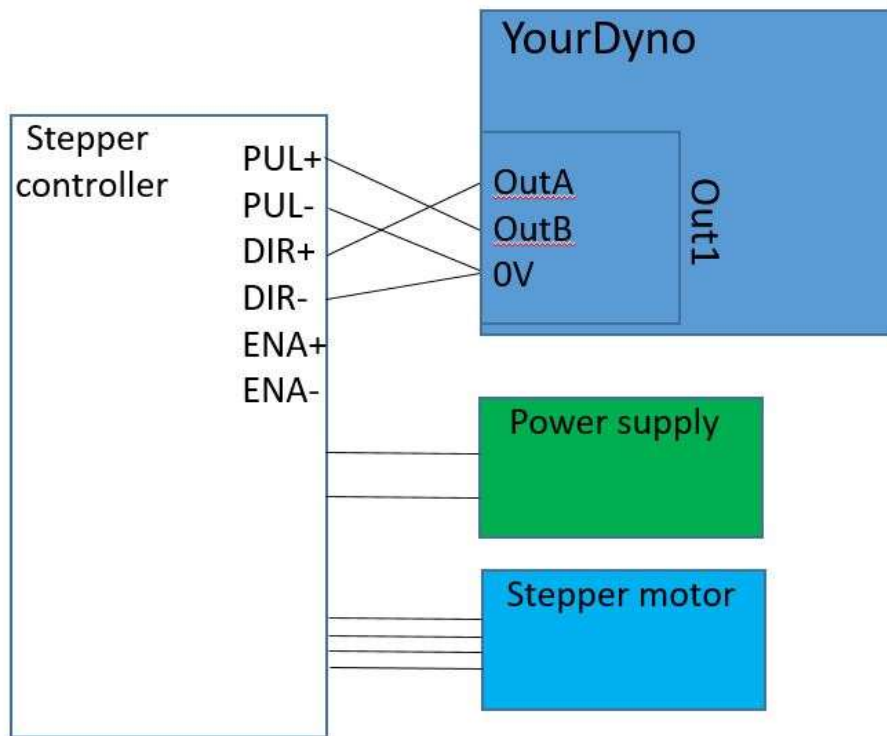 YourDyno
Stepper
controller
PUL+
PUL-
DIR+
DIR-
ENA+
ENA-
OutA
OutB
0V
Out1
Power supply
Stepper motor